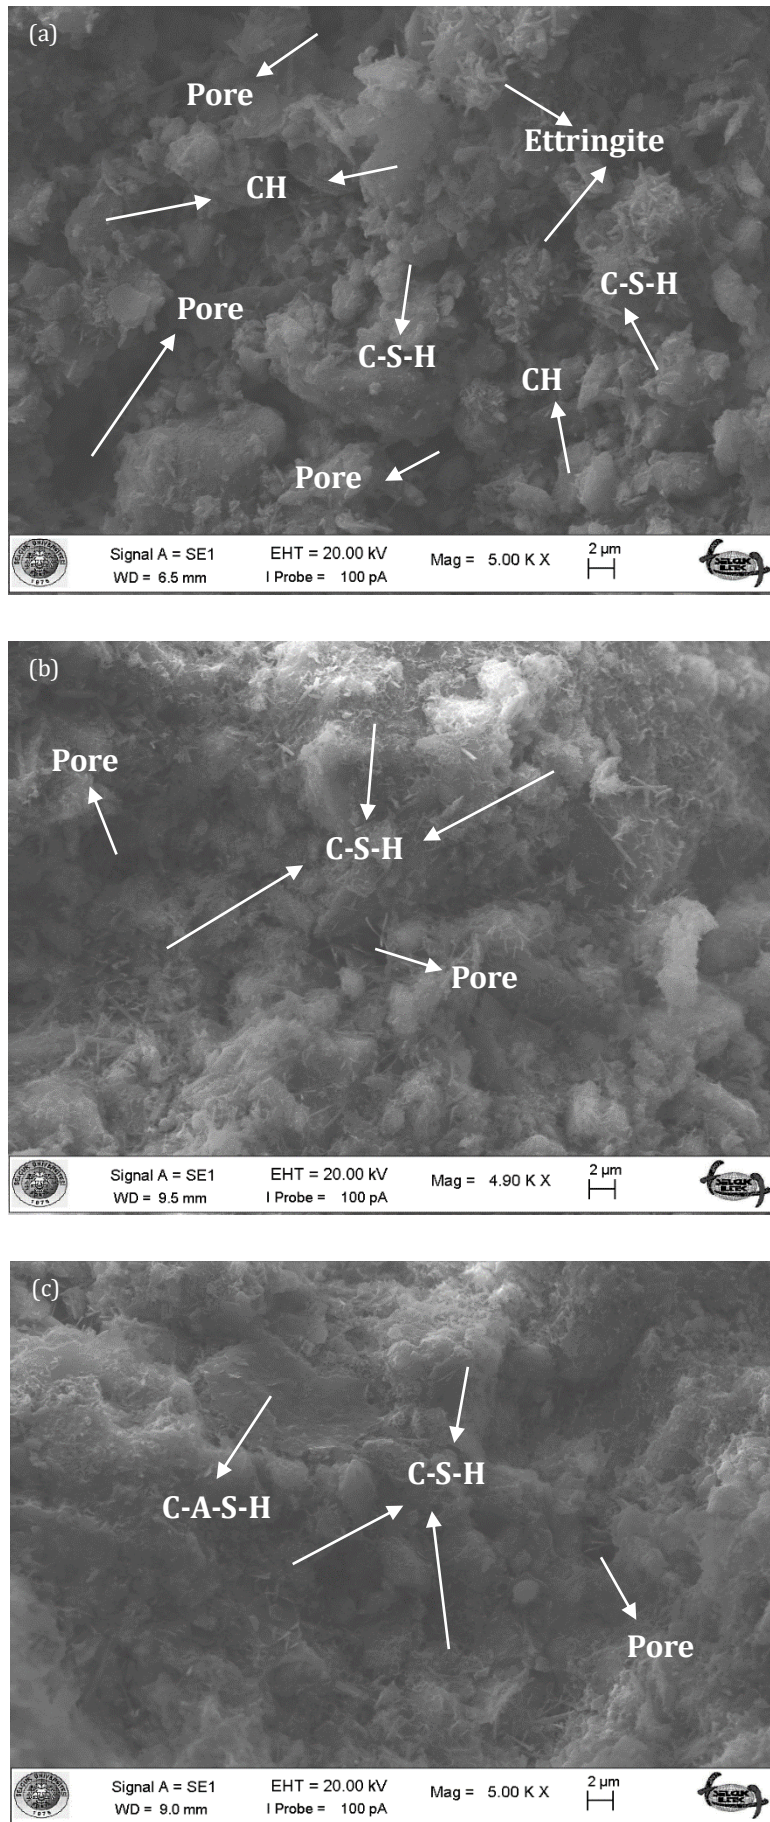 (a)
Pore
Ettringite
CH
C-S-H
Pore
C-S-H
CH
Pore
Signal A = SE1
WD = 6.5 mm
EHT = 20.00 kV
I Probe = 100 pA
Mag = 5.00 K X
2 µm
(b)
Pore
C-S-H
Pore
Signal A = SE1
WD = 9.5 mm
EHT = 20.00 kV
I Probe = 100 pA
Mag = 4.90 K X
2 µm
(c)
C-S-H
C-A-S-H
Pore
Signal A = SE1
WD = 9.0 mm
EHT = 20.00 kV
I Probe = 100 pA
Mag = 5.00 K X
2 µm